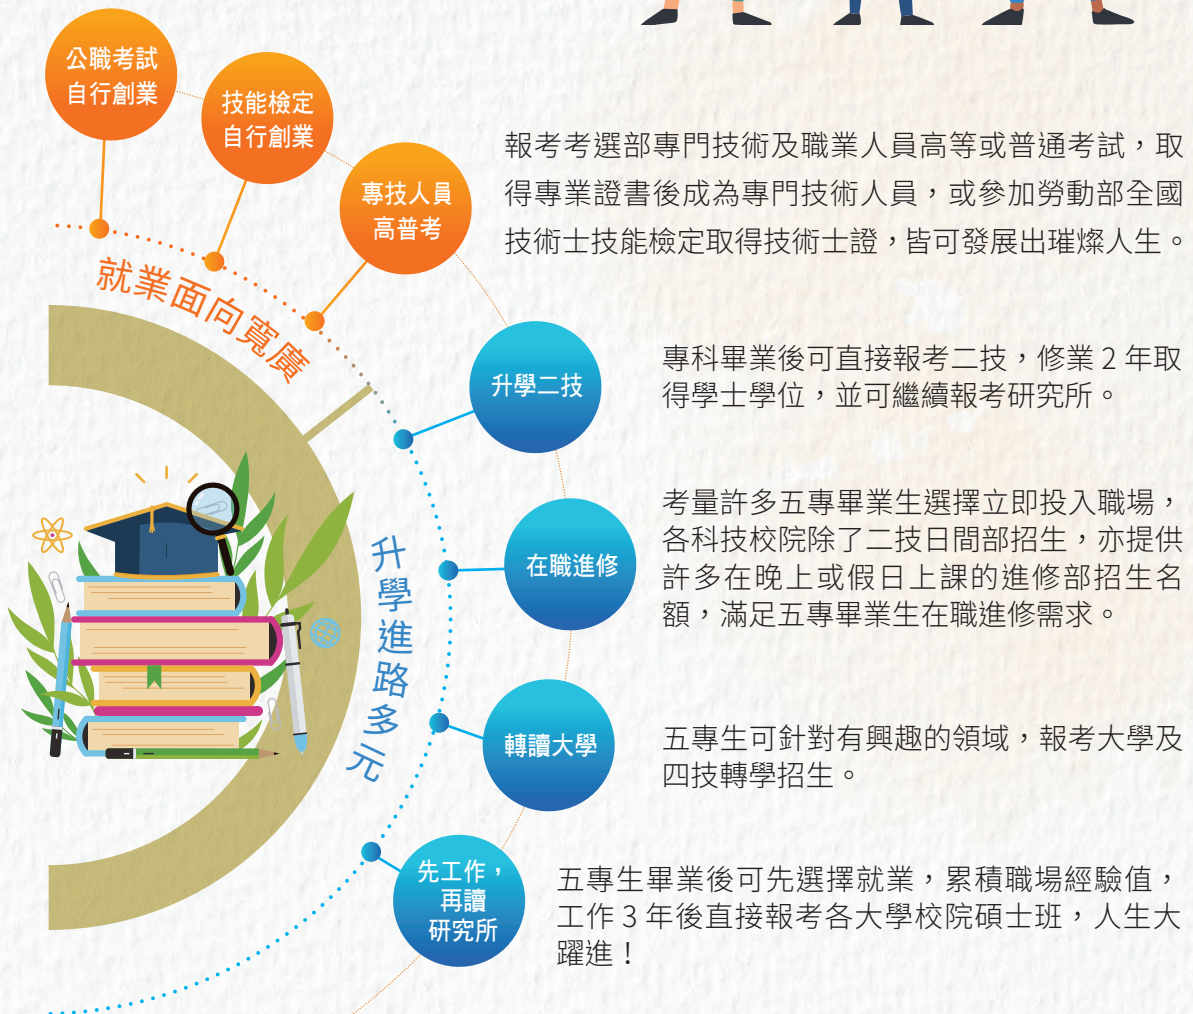 公職考試
自行創業
技能檢定
自行創業
專技人員
高普考
就業面向寬廣
報考考選部專門技術及職業人員高等或普通考試，取
得專業證書後成為專門技術人員，或參加勞動部全國
技術士技能檢定取得技術士證，皆可發展出璀燦人生。
升學進路多元
升學二技
專科畢業後可直接報考二技，修業 2 年取
得學士學位，並可繼續報考研究所。
在職進修
考量許多五專畢業生選擇立即投入職場，
各科技校院除了二技日間部招生，亦提供
許多在晚上或假日上課的進修部招生名
額，滿足五專畢業生在職進修需求。
轉讀大學
五專生可針對有興趣的領域，報考大學及
四技轉學招生。
先工作，
再讀
研究所
五專生畢業後可先選擇就業，累積職場經驗值，
工作 3 年後直接報考各大學校院碩士班，人生大
躍進！